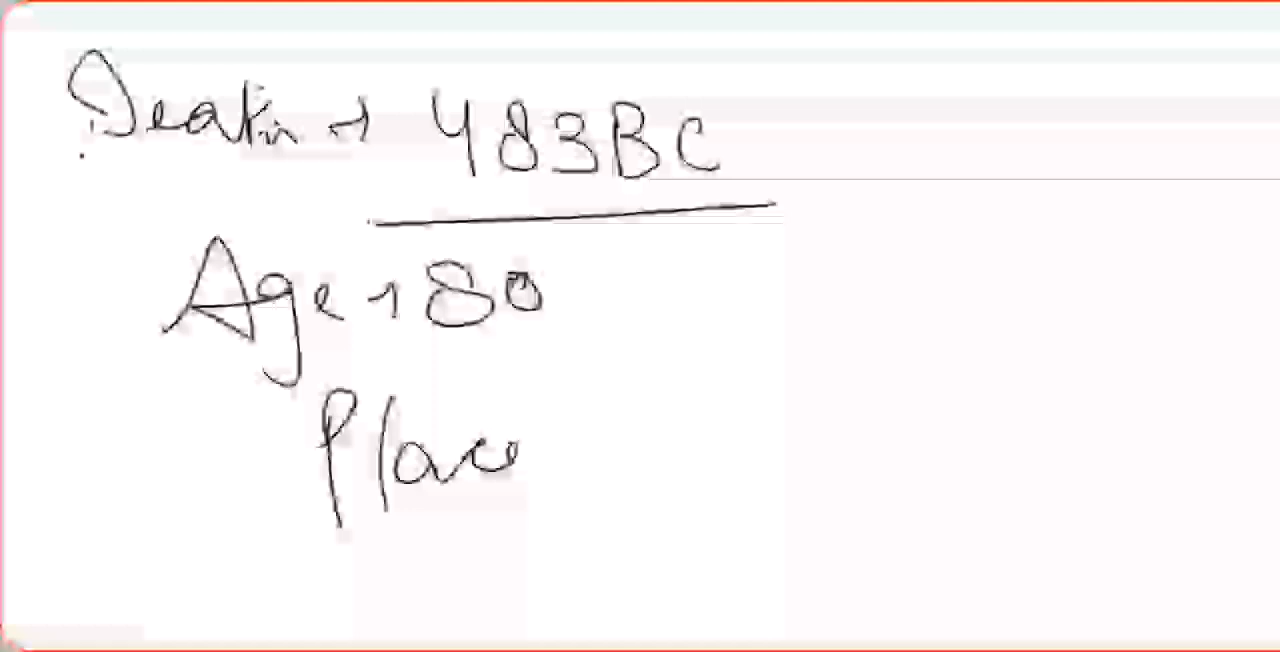 Death → 483BC
Age → 80
Place